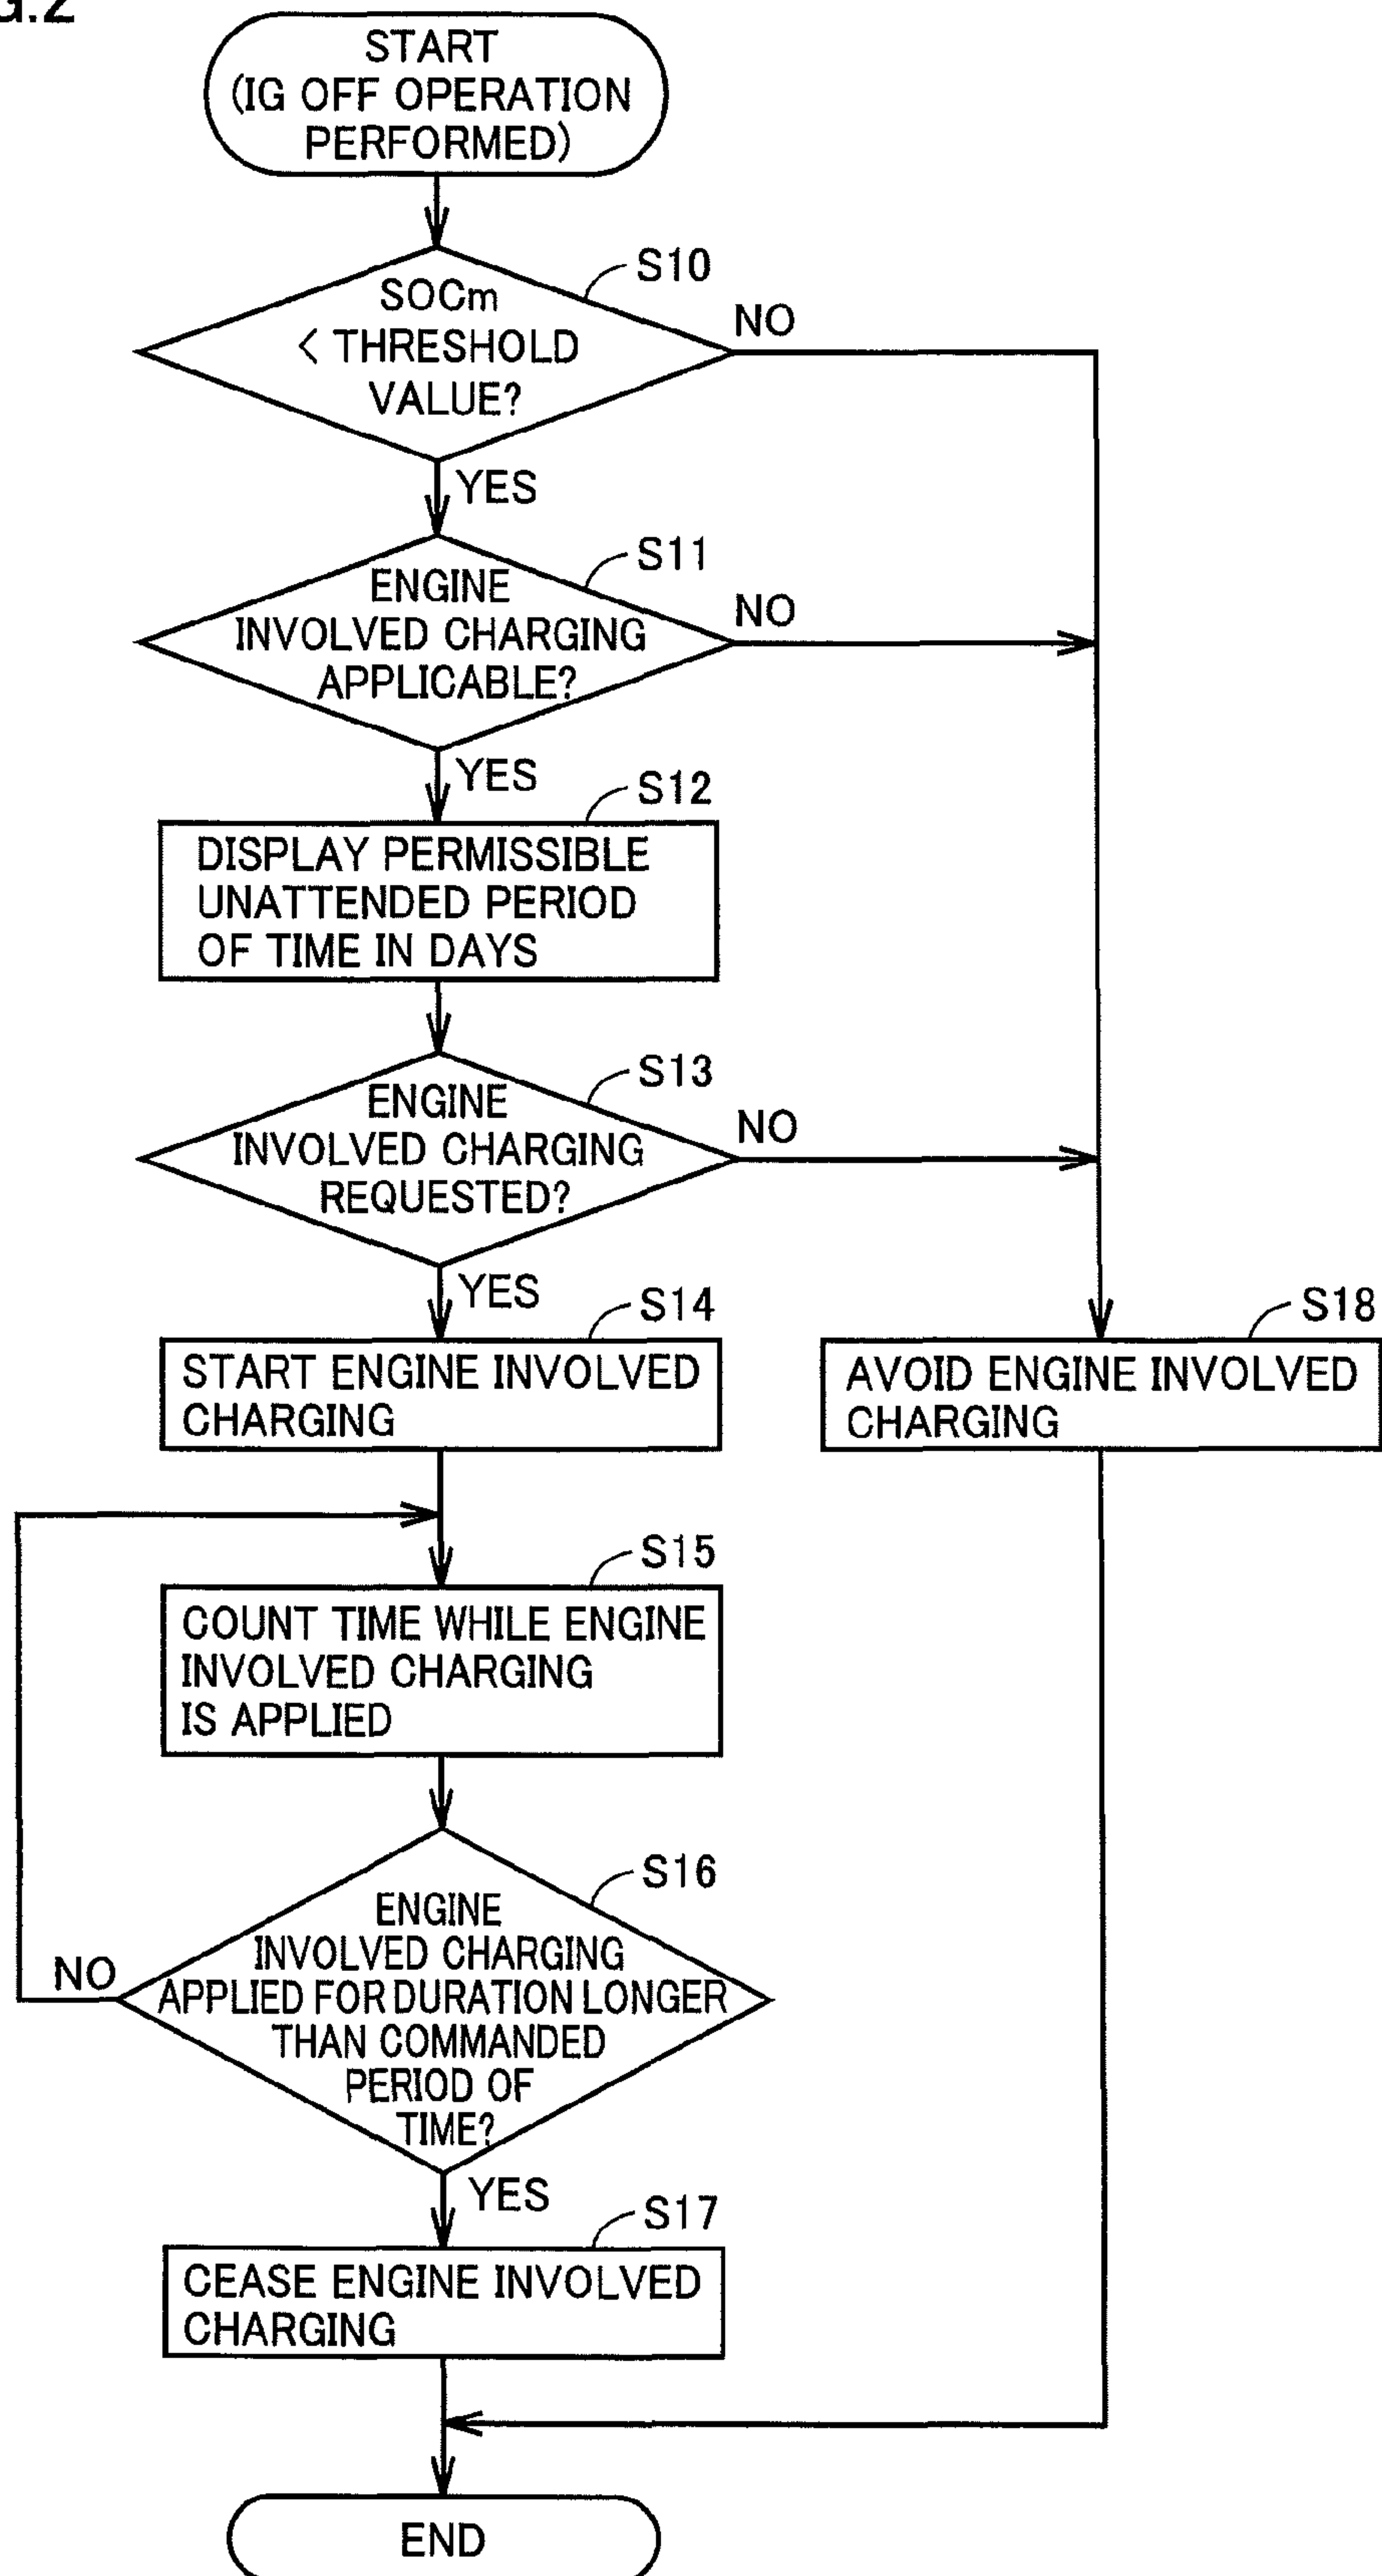 G.2
START
(IG OFF OPERATION
PERFORMED)
S10
SOCm
< THRESHOLD
VALUE?
NO
YES
S11
ENGINE
INVOLVED CHARGING
APPLICABLE?
NO
YES
S12
DISPLAY PERMISSIBLE
UNATTENDED PERIOD
OF TIME IN DAYS
S13
ENGINE
INVOLVED CHARGING
REQUESTED?
NO
YES
S14
START ENGINE INVOLVED
CHARGING
S18
AVOID ENGINE INVOLVED
CHARGING
S15
COUNT TIME WHILE ENGINE
INVOLVED CHARGING
IS APPLIED
S16
ENGINE
INVOLVED CHARGING
APPLIED FOR DURATION LONGER
THAN COMMANDED
PERIOD OF
TIME?
NO
YES
S17
CEASE ENGINE INVOLVED
CHARGING
END